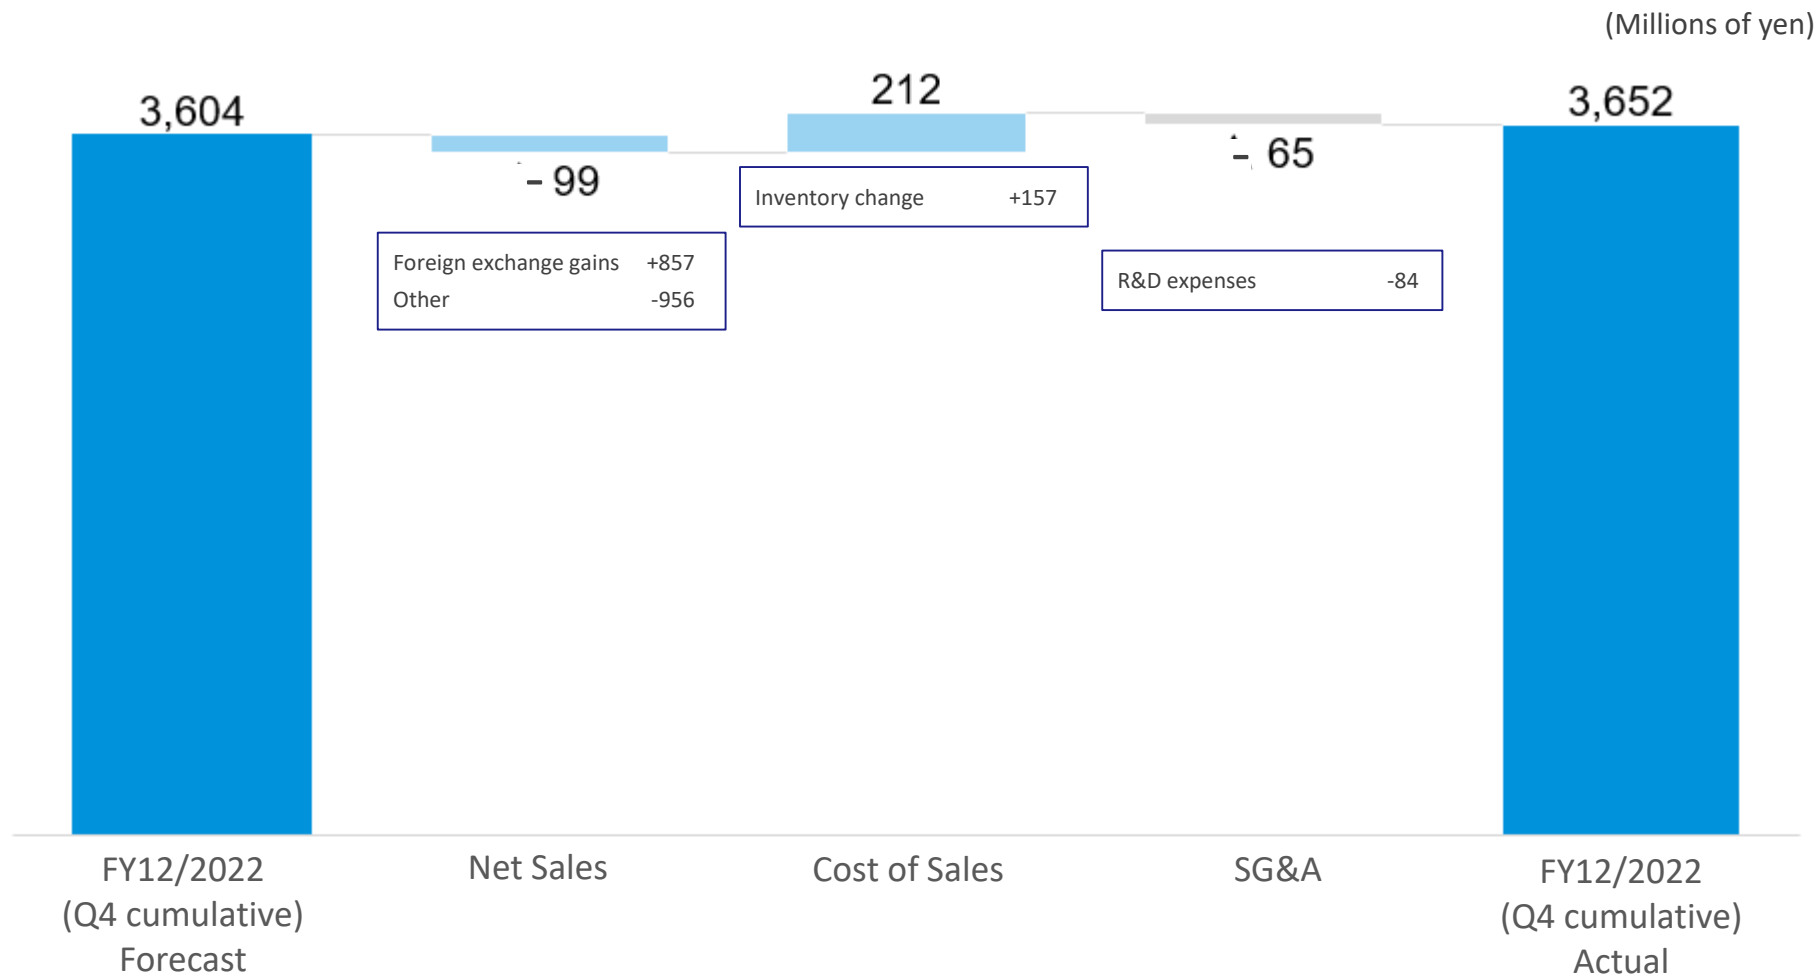 (Millions of yen)
3,604
- 99
212
- 65
3,652
Foreign exchange gains +857
Other -956
Inventory change +157
R&D expenses -84
FY12/2022
(Q4 cumulative)
Forecast
Net Sales
Cost of Sales
SG&A
FY12/2022
(Q4 cumulative)
Actual